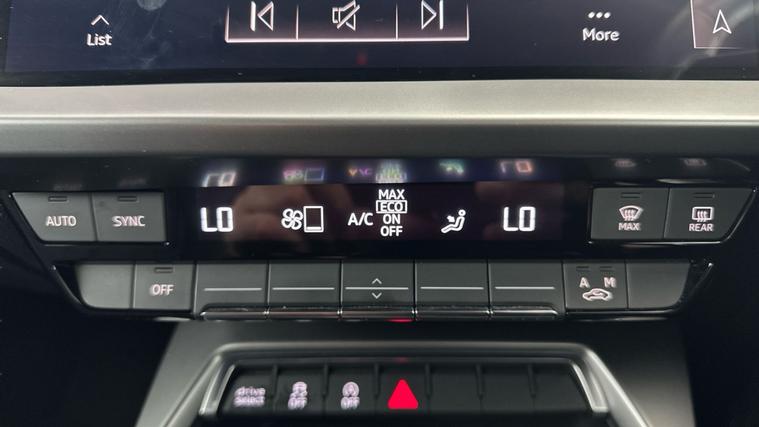 List
More
AUTO
SYNC
LO
A/C
MAX
ECO
ON
OFF
LO
MAX
REAR
OFF
A M
drive
select
OFF
OFF